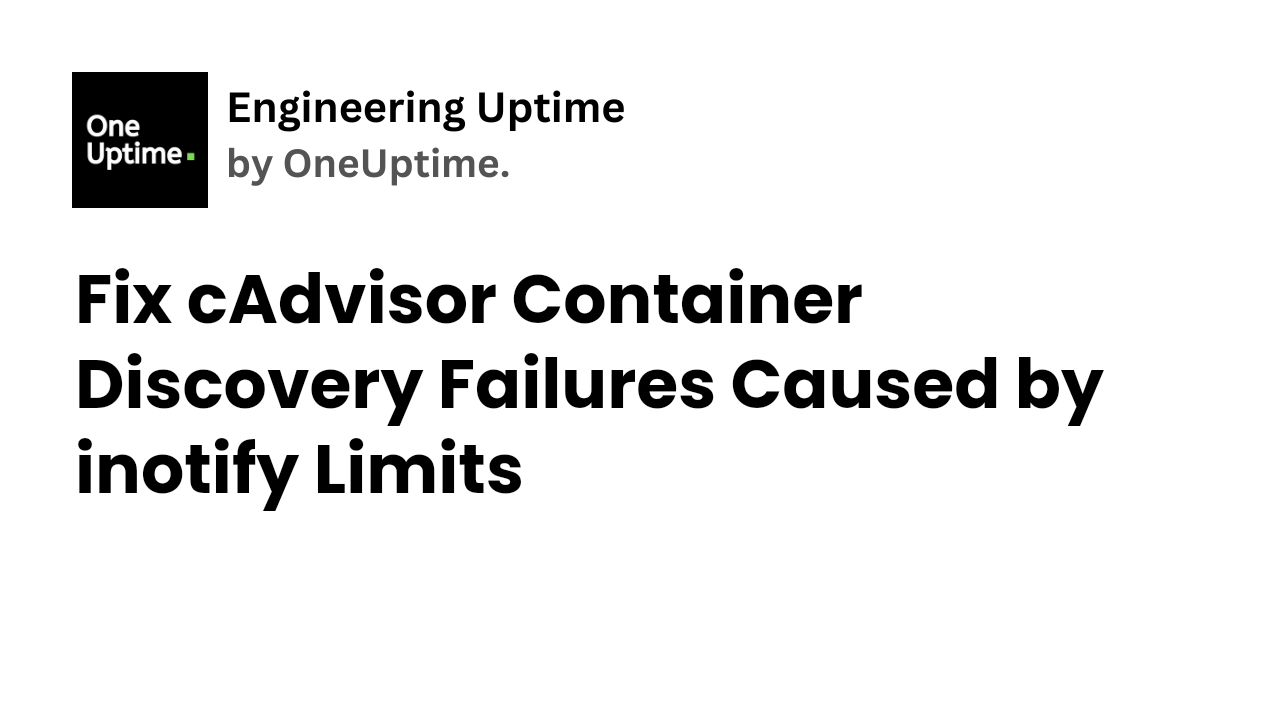 One
Uptime.
Engineering Uptime
by OneUptime.
Fix cAdvisor Container
Discovery Failures Caused by
inotify Limits